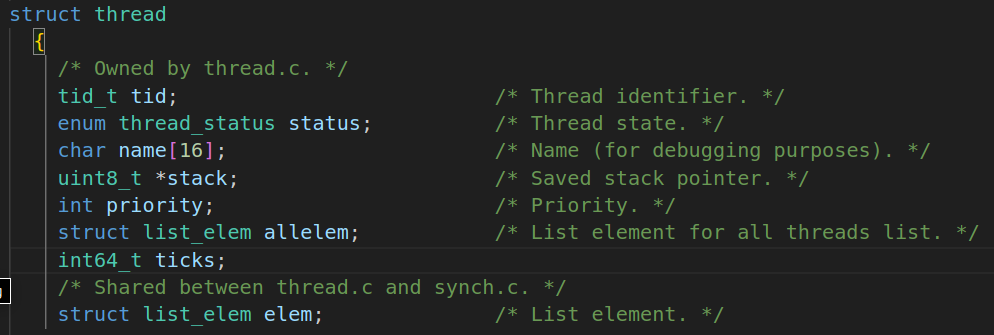 struct thread
{
/* Owned by thread.c. */
tid_t tid; /* Thread identifier. */
enum thread_status status; /* Thread state. */
char name[16]; /* Name (for debugging purposes). */
uint8_t *stack; /* Saved stack pointer. */
int priority; /* Priority. */
struct list_elem allelem; /* List element for all threads list. */
int64_t ticks;
/* Shared between thread.c and synch.c. */
struct list_elem elem; /* List element. */